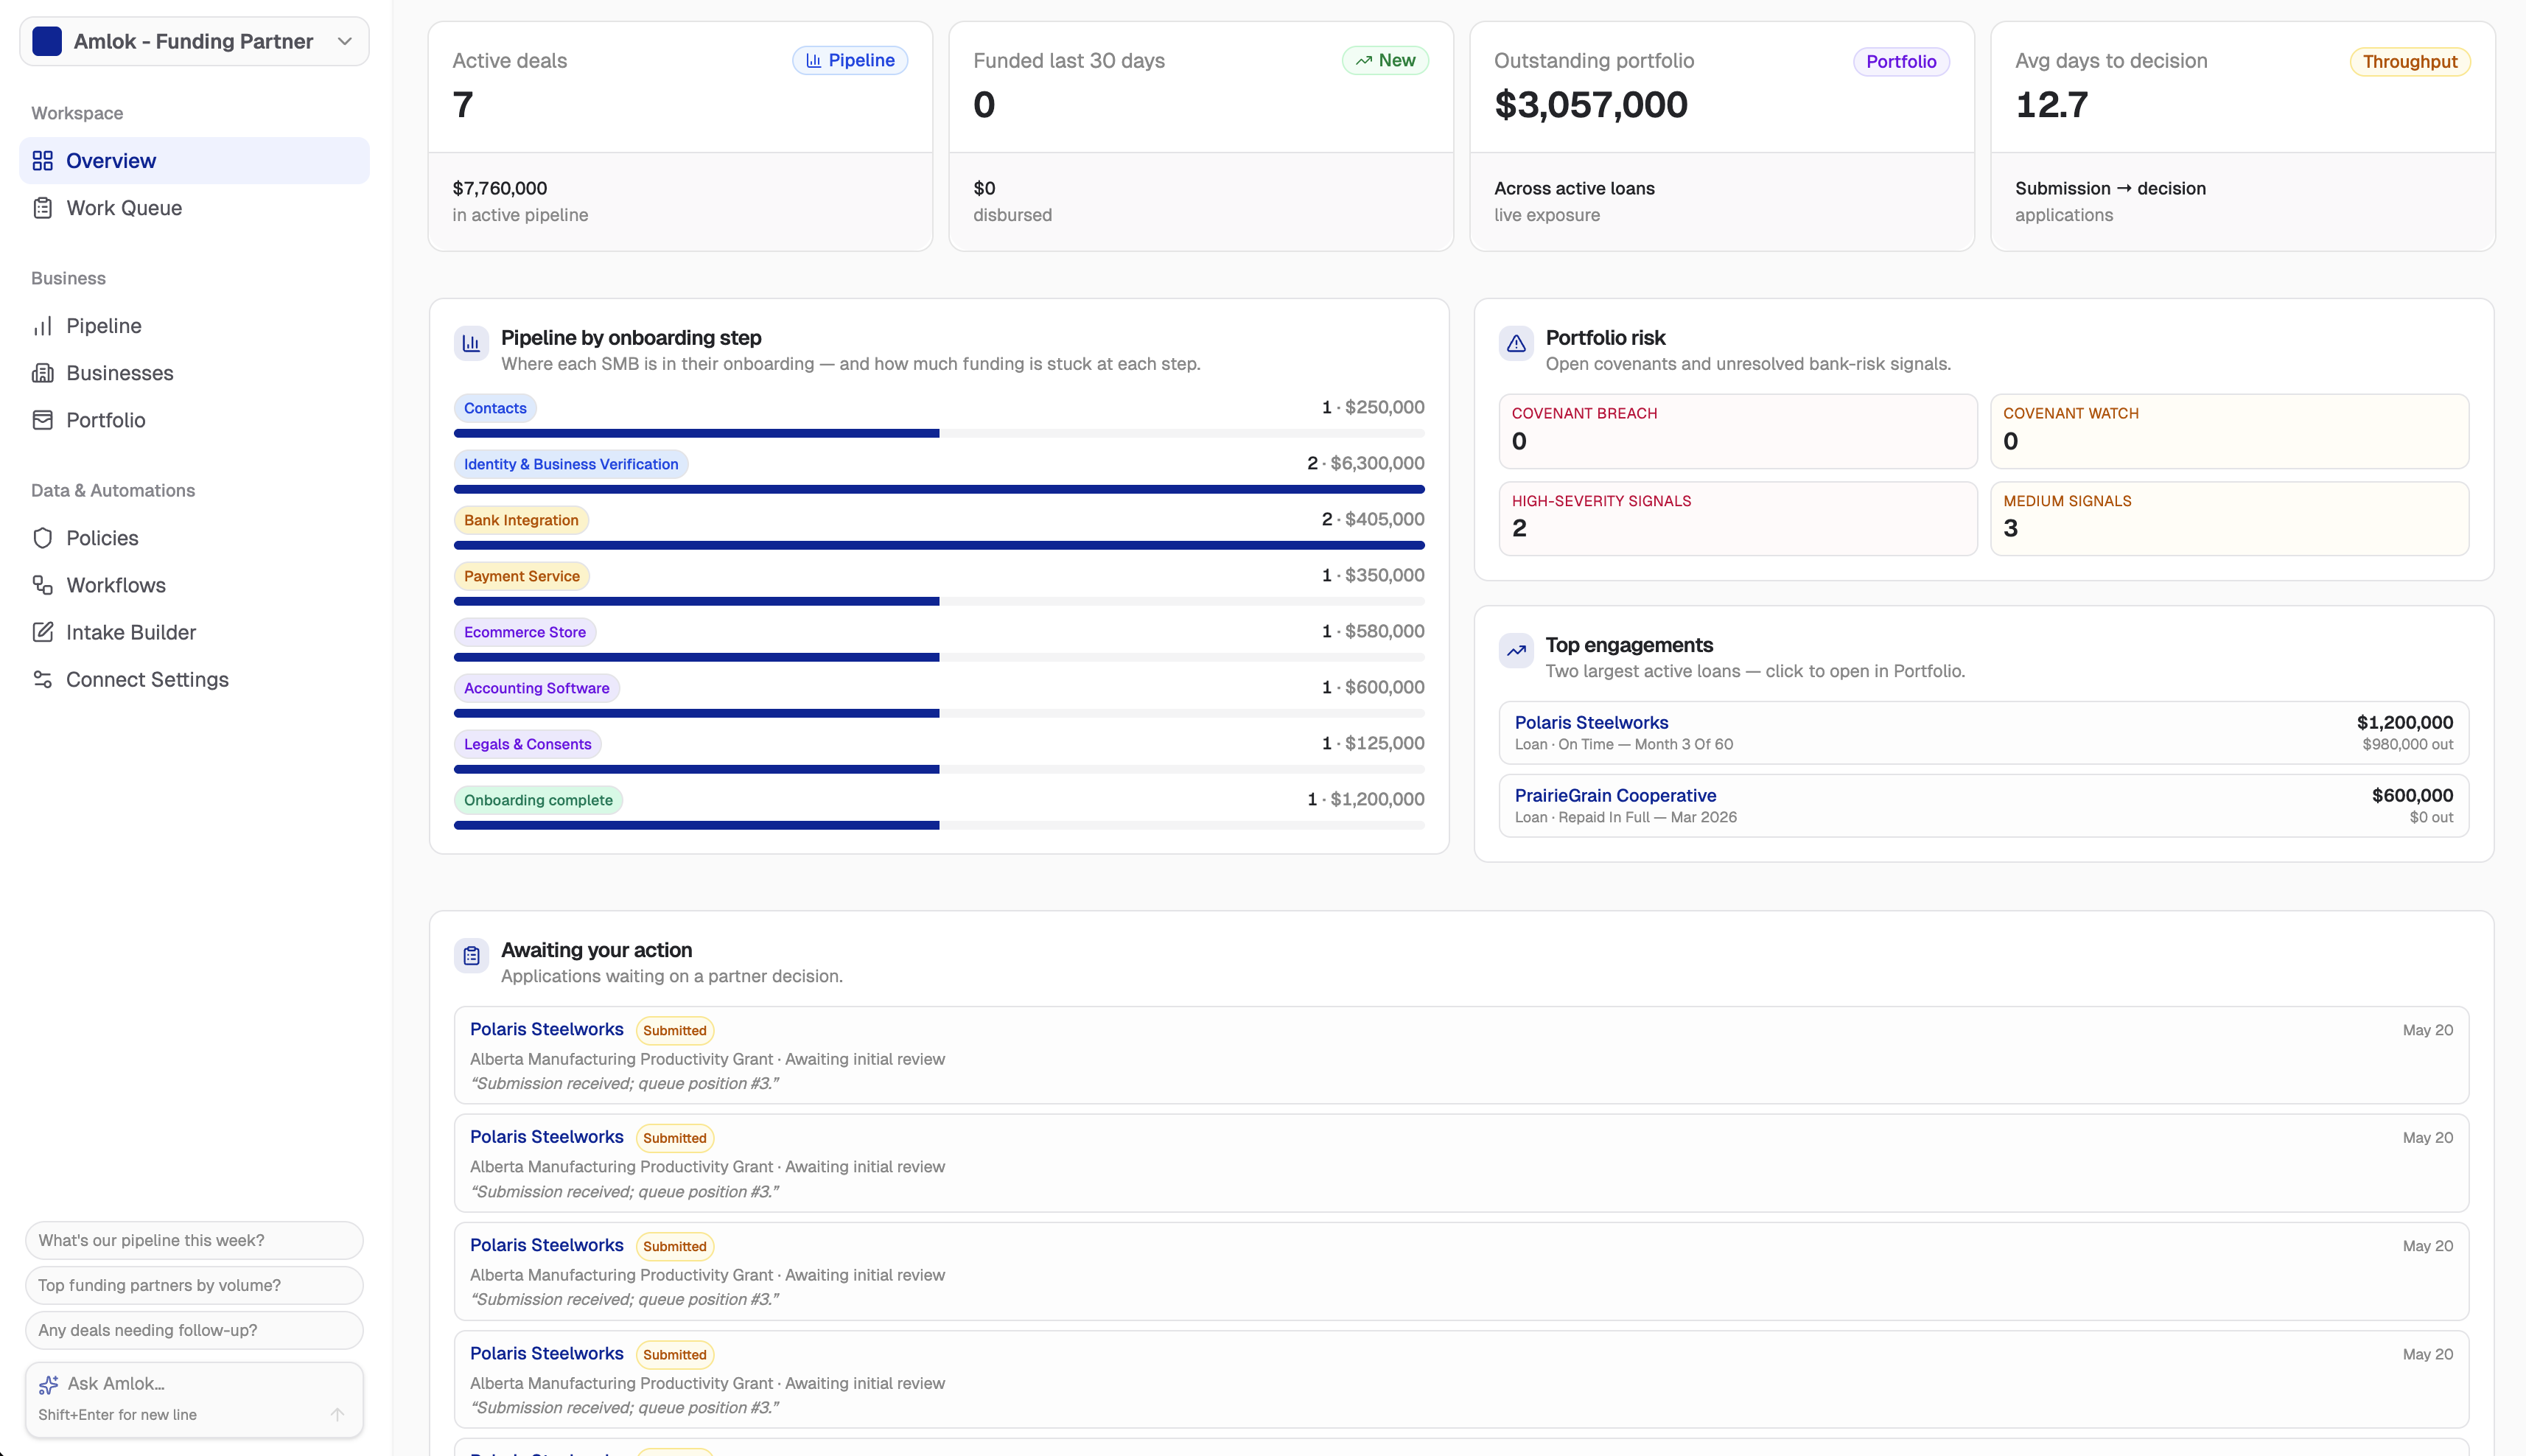 Amlok - Funding Partner
Workspace
Overview
Work Queue
Business
Pipeline
Businesses
Portfolio
Data & Automations
Policies
Workflows
Intake Builder
Connect Settings
What's our pipeline this week?
Top funding partners by volume?
Any deals needing follow-up?
Ask Amlok...
Shift+Enter for new line
Active deals
Pipeline
7
$7,760,000
in active pipeline
Funded last 30 days
New
0
$0
disbursed
Outstanding portfolio
Portfolio
$3,057,000
Across active loans
live exposure
Avg days to decision
Throughput
12.7
Submission → decision
applications
Pipeline by onboarding step
Where each SMB is in their onboarding — and how much funding is stuck at each step.
Contacts 1 · $250,000
Identity & Business Verification 2 · $6,300,000
Bank Integration 2 · $405,000
Payment Service 1 · $350,000
Ecommerce Store 1 · $580,000
Accounting Software 1 · $600,000
Legals & Consents 1 · $125,000
Onboarding complete 1 · $1,200,000
Portfolio risk
Open covenants and unresolved bank-risk signals.
COVENANT BREACH
0
COVENANT WATCH
0
HIGH-SEVERITY SIGNALS
2
MEDIUM SIGNALS
3
Top engagements
Two largest active loans — click to open in Portfolio.
Polaris Steelworks $1,200,000
Loan · On Time — Month 3 Of 60 $980,000 out
PrairieGrain Cooperative $600,000
Loan · Repaid In Full — Mar 2026 $0 out
Awaiting your action
Applications waiting on a partner decision.
Polaris Steelworks Submitted May 20
Alberta Manufacturing Productivity Grant · Awaiting initial review
“Submission received; queue position #3.”
Polaris Steelworks Submitted May 20
Alberta Manufacturing Productivity Grant · Awaiting initial review
“Submission received; queue position #3.”
Polaris Steelworks Submitted May 20
Alberta Manufacturing Productivity Grant · Awaiting initial review
“Submission received; queue position #3.”
Polaris Steelworks Submitted May 20
Alberta Manufacturing Productivity Grant · Awaiting initial review
“Submission received; queue position #3.”